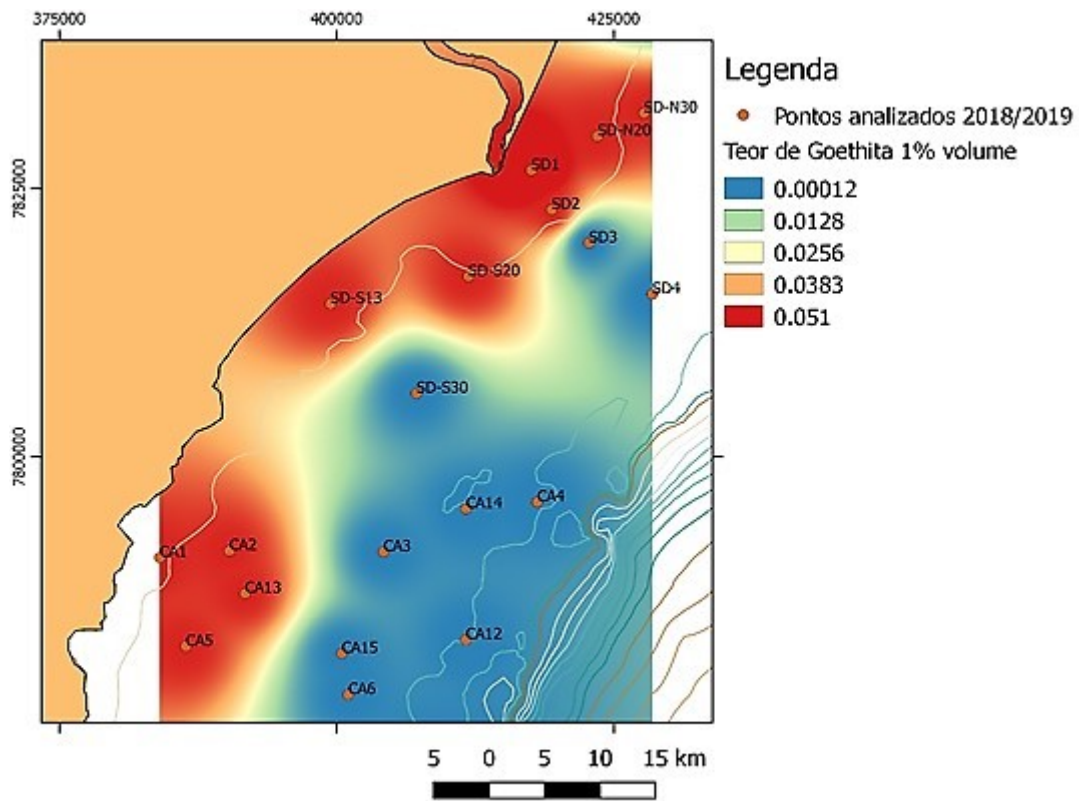 375000 400000 425000
7825000
7800000
SD-N30
SD-N20
SD1
SD2
SD3
SD-S20
SD4
SD-S13
SD-S30
CA14
CA4
CA1
CA2
CA3
CA13
CA5
CA15
CA12
CA6
Legenda
Pontos analizados 2018/2019
Teor de Goethita 1% volume
0.00012
0.0128
0.0256
0.0383
0.051
5 0 5 10 15 km